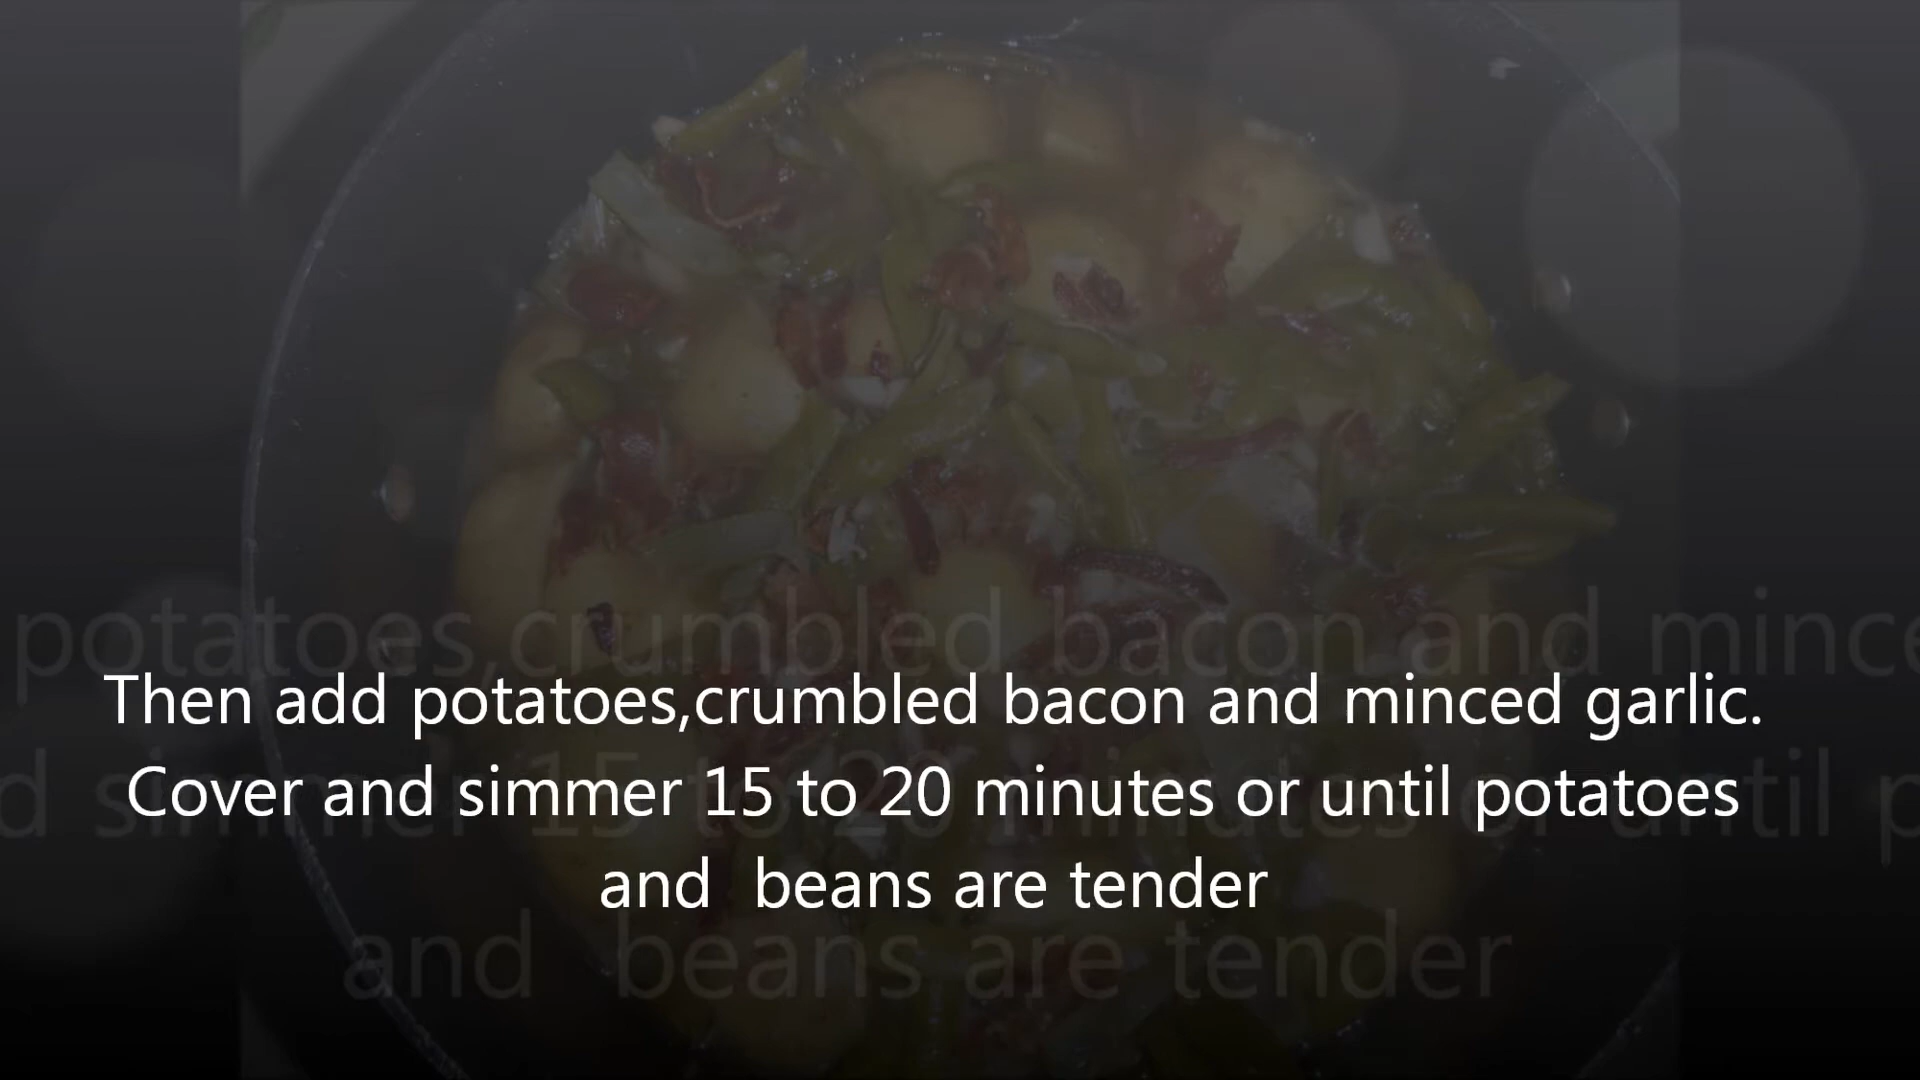 Then add potatoes,crumbled bacon and minced garlic.
Cover and simmer 15 to 20 minutes or until potatoes
and  beans are tender